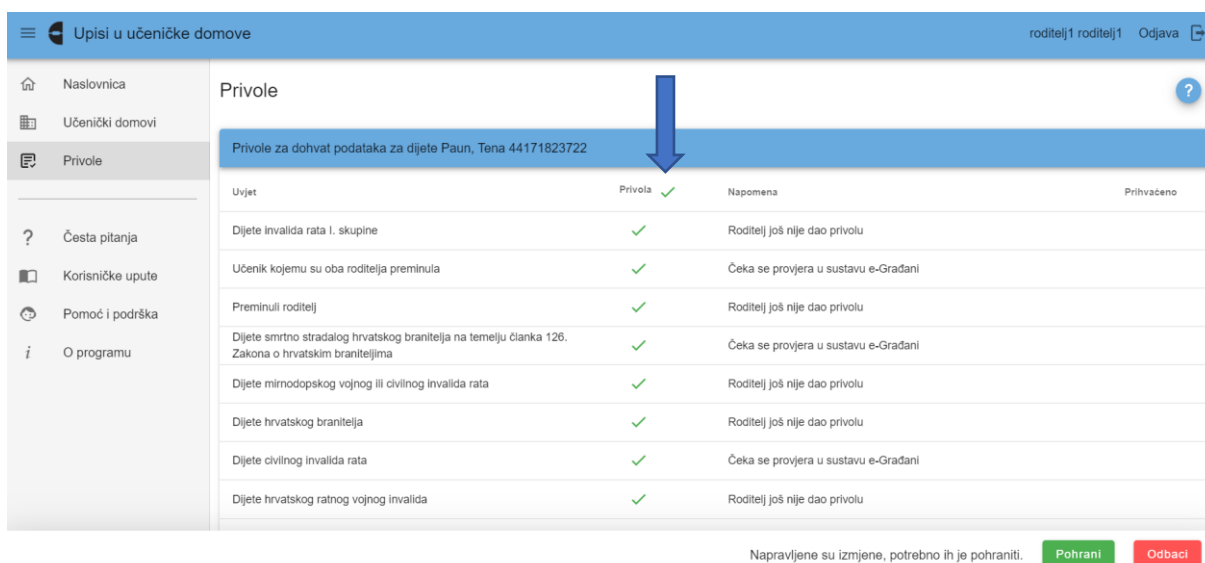 Upisi u učeničke domove
roditelj1 roditelj1 Odjava
Naslovnica
Učenički domovi
Privole
Česta pitanja
Korisničke upute
Pomoć i podrška
O programu
Privole
?
Privole za dohvat podataka za dijete Paun, Tena 44171823722
Uvjet Privola Napomena Prihvaćeno
Dijete invalida rata I. skupine Roditelj još nije dao privolu
Učenik kojemu su oba roditelja preminula Čeka se provjera u sustavu e-Građani
Preminuli roditelj Roditelj još nije dao privolu
Dijete smrtno stradalog hrvatskog branitelja na temelju članka 126.
Zakona o hrvatskim braniteljima Čeka se provjera u sustavu e-Građani
Dijete mirnodopskog vojnog ili civilnog invalida rata Roditelj još nije dao privolu
Dijete hrvatskog branitelja Roditelj još nije dao privolu
Dijete civilnog invalida rata Čeka se provjera u sustavu e-Građani
Dijete hrvatskog ratnog vojnog invalida Roditelj još nije dao privolu
Napravljene su izmjene, potrebno ih je pohraniti. Pohrani Odbaci